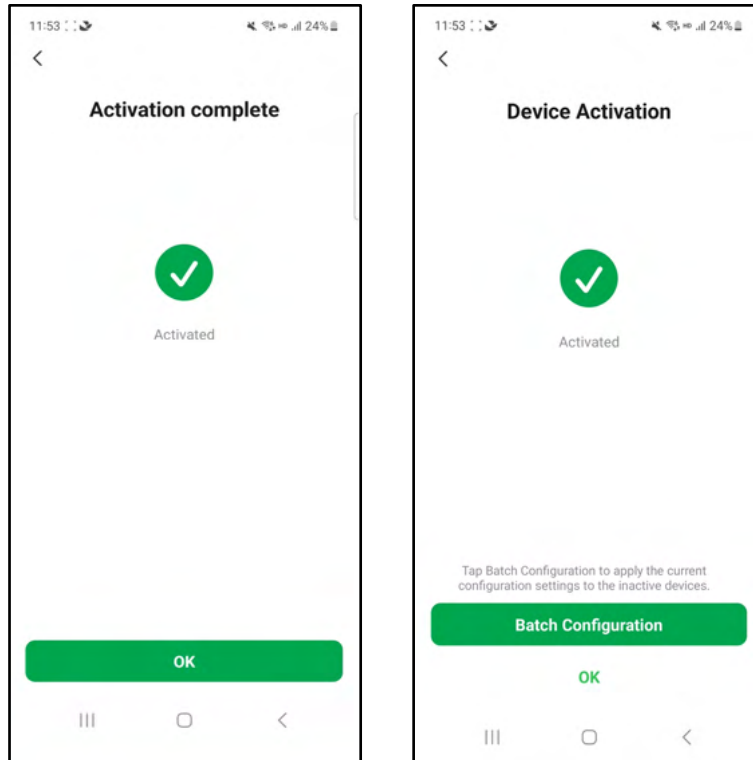 11:53
24%
Activation complete
Activated
OK
11:53
24%
Device Activation
Activated
Tap Batch Configuration to apply the current
configuration settings to the inactive devices.
Batch Configuration
OK